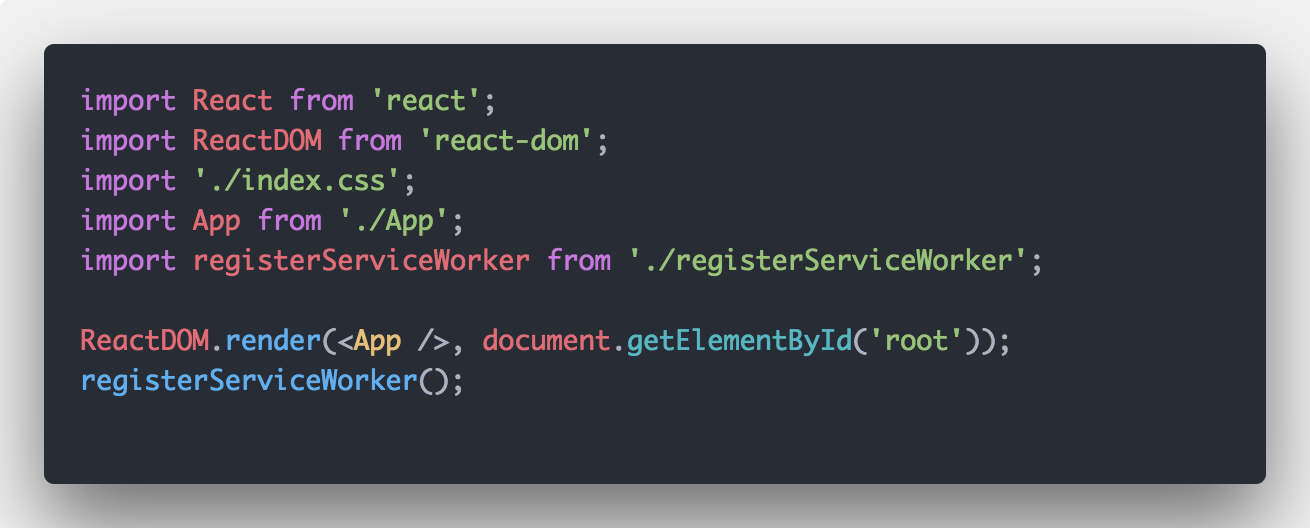 import React from 'react';
import ReactDOM from 'react-dom';
import './index.css';
import App from './App';
import registerServiceWorker from './registerServiceWorker';

ReactDOM.render(<App />, document.getElementById('root'));
registerServiceWorker();